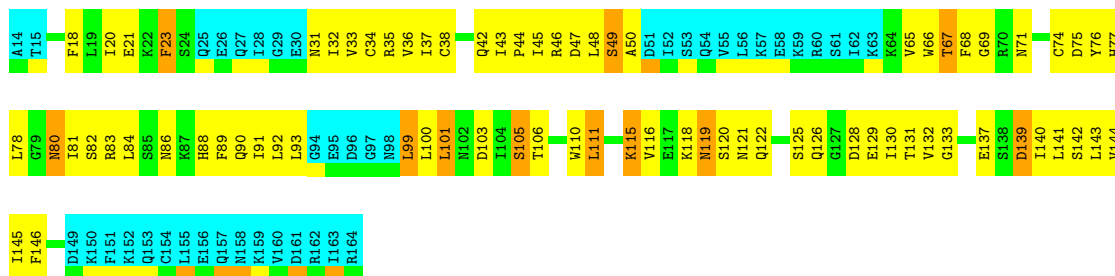 A14 T15 F18 L19 I20 E21 K22 F23 S24 Q25 E26 Q27 I28 G29 E30 N31 I32 V33 C34 R35 V36 I37 C38 Q42 I43 P44 I45 R46 D47 L48 S49 A50 D51 I52 S53 Q54 V55 L56 K57 E58 K59 R60 S61 I62 K63 K64 V65 W66 T67 F68 G69 R70 N71 C74 D75 Y76 H77
L78 G79 N80 I81 S82 R83 L84 S85 N86 K87 H88 F89 Q90 I91 L92 L93 G94 E95 D96 G97 N98 L99 L100 L101 N102 D103 I104 S105 T106 W110 L111 K115 V116 E117 K118 N119 S120 N121 Q122 S125 Q126 G127 D128 E129 I130 T131 V132 G133 E137 S138 D139 I140 L141 S142 L143 V144
I145 F146 D149 K150 F151 K152 Q153 C154 L155 E156 Q157 N158 K159 V160 D161 R162 I163 R164